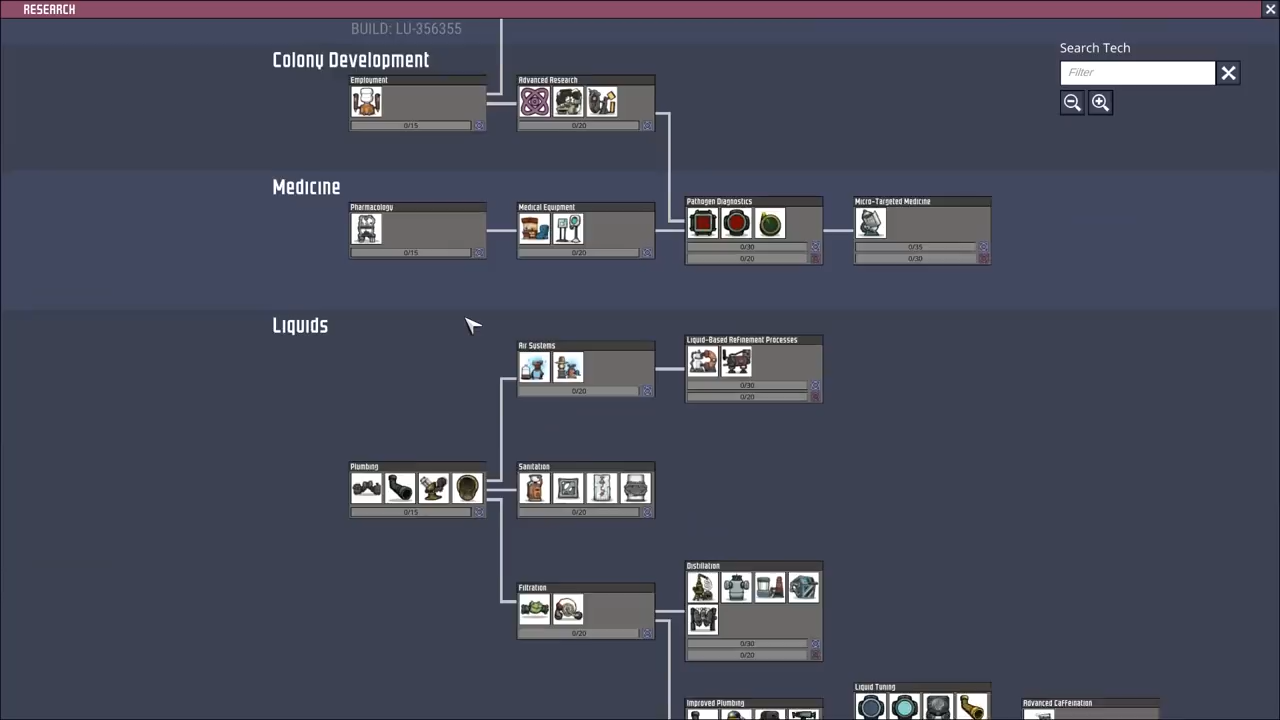 RESEARCH
BUILD: LU-356355
Colony Development
Search Tech
Filter
Employment
Advanced Research
0/15
0/20
Medicine
Pharmacology
Medical Equipment
Pathogen Diagnostics
Micro-Targeted Medicine
0/15
0/20
0/30
0/20
0/35
0/30
Liquids
Air Systems
Liquid-Based Refinement Processes
0/20
0/30
0/20
Plumbing
Sanitation
0/15
0/20
Filtration
Distillation
0/20
0/30
0/20
Improved Plumbing
Liquid Tuning
Advanced Caffeination